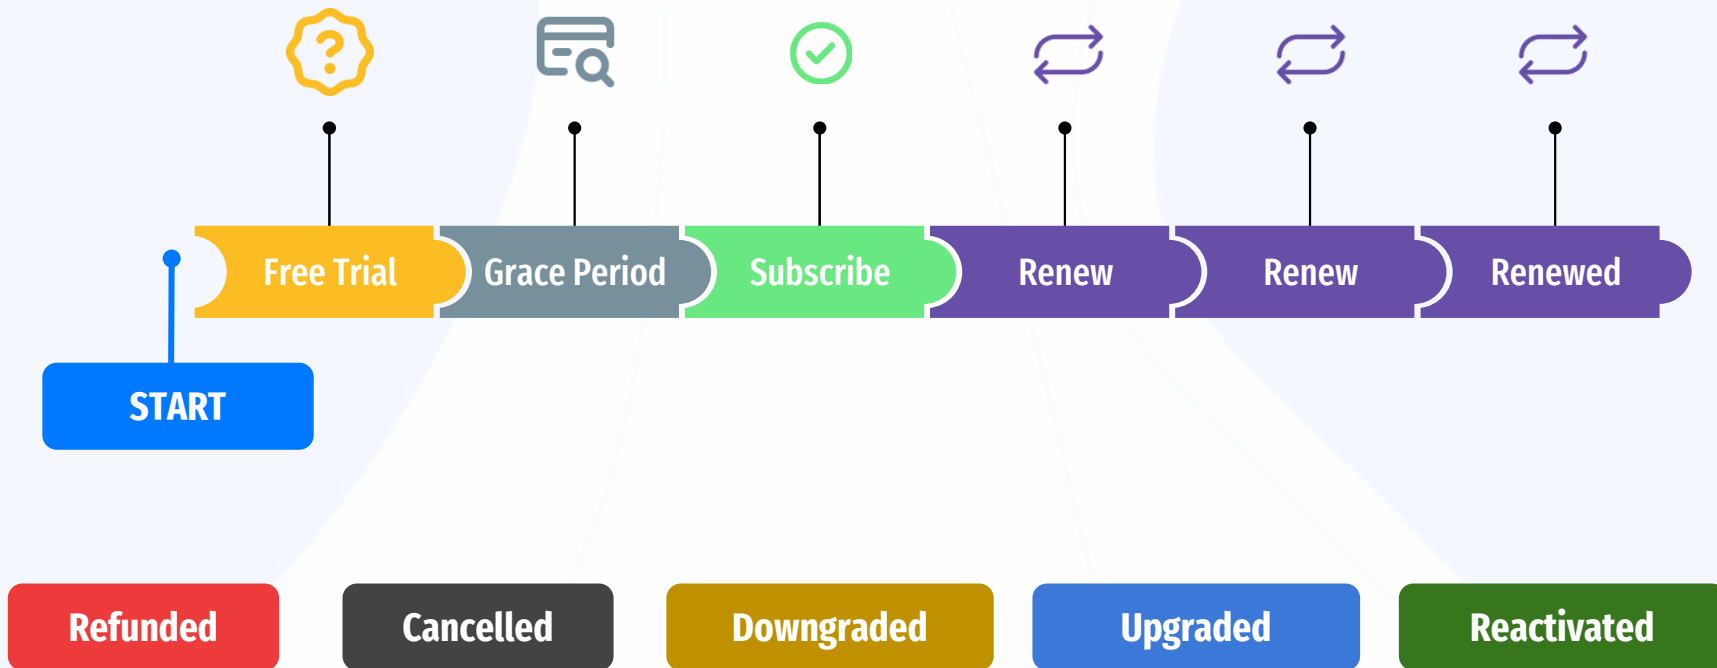 ?
Free Trial
Grace Period
Subscribe
Renew
Renew
Renewed
START
Refunded
Cancelled
Downgraded
Upgraded
Reactivated